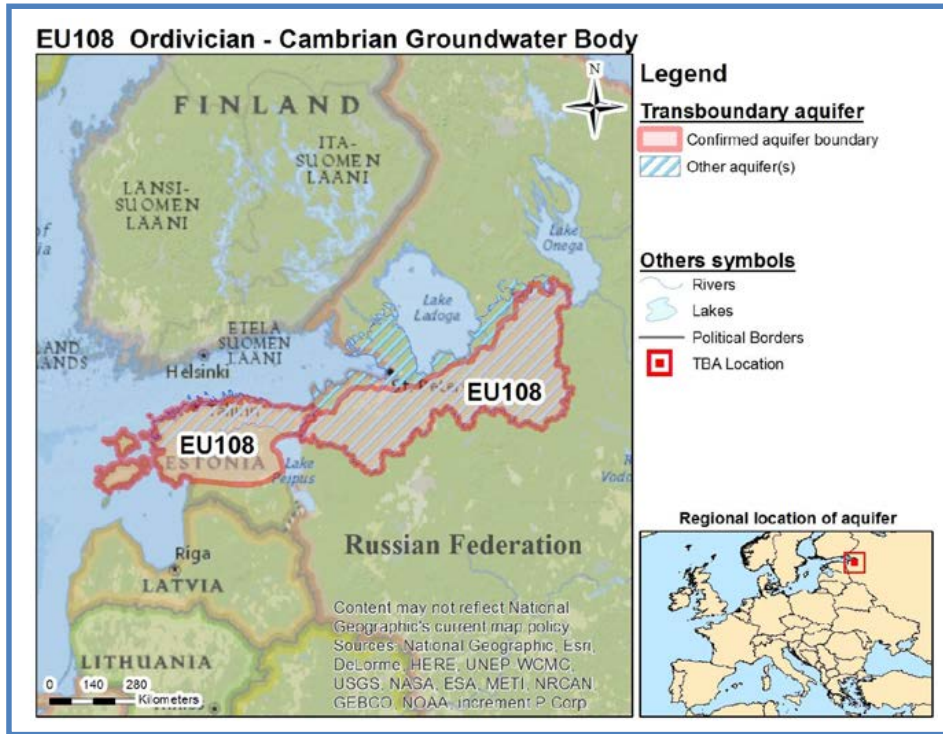 EU108 Ordivician - Cambrian Groundwater Body
N
FINLAND
ITA-
SUOMEN
LAANI
LANSI-
SUOMEN
LAANI
Lake
Onega
Lake
Ladoga
ETELA
SUOMEN
LAANI
Helsinki
EU108
EU108
ESTONIA
Lake
Peipus
Riga
LATVIA
Russian Federation
LITHUANIA
Content may not reflect National
Geographic's current map policy.
Sources: National Geographic, Esri,
DeLorme, HERE, UNEP-WCMC,
USGS, NASA, ESA, METI, NRCAN,
GEBCO, NOAA, increment P Corp.
0 140 280
Kilometers
Legend
Transboundary aquifer
Confirmed aquifer boundary
Other aquifer(s)
Others symbols
Rivers
Lakes
Political Borders
TBA Location
Regional location of aquifer